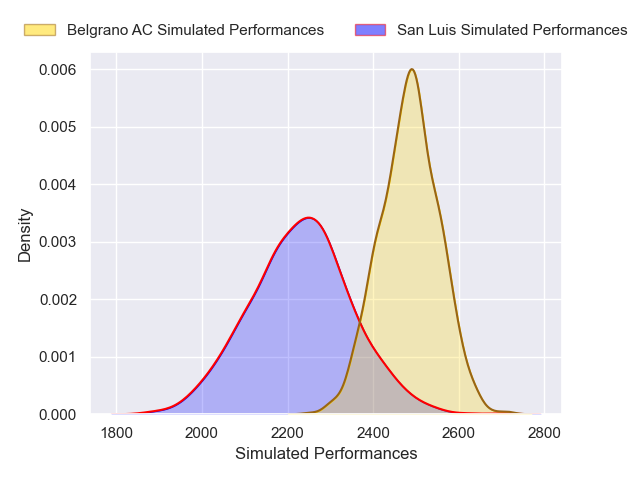 Belgrano AC Simulated Performances San Luis Simulated Performances
0.006
0.005
0.004
0.003
0.002
0.001
0.000
Density
1800 2000 2200 2400 2600 2800
Simulated Performances